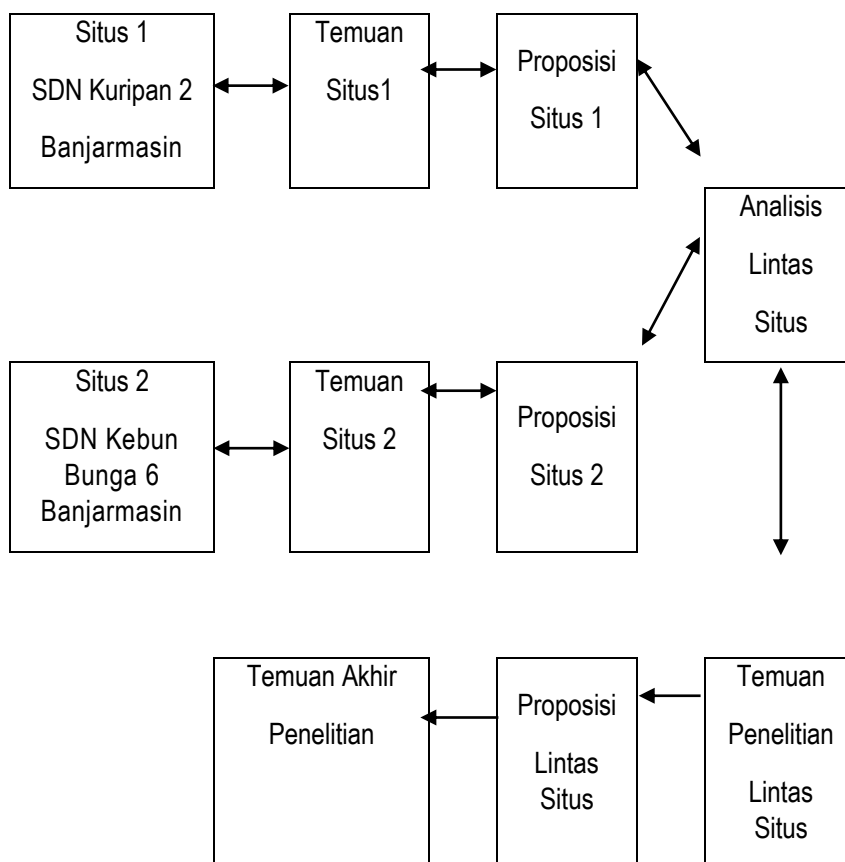 Situs 1
SDN Kuripan 2
Banjarmasin
Temuan
Situs1
Proposisi
Situs 1
Analisis
Lintas
Situs
Situs 2
SDN Kebun
Bunga 6
Banjarmasin
Temuan
Situs 2
Proposisi
Situs 2
Temuan Akhir
Penelitian
Proposisi
Lintas
Situs
Temuan
Penelitian
Lintas
Situs